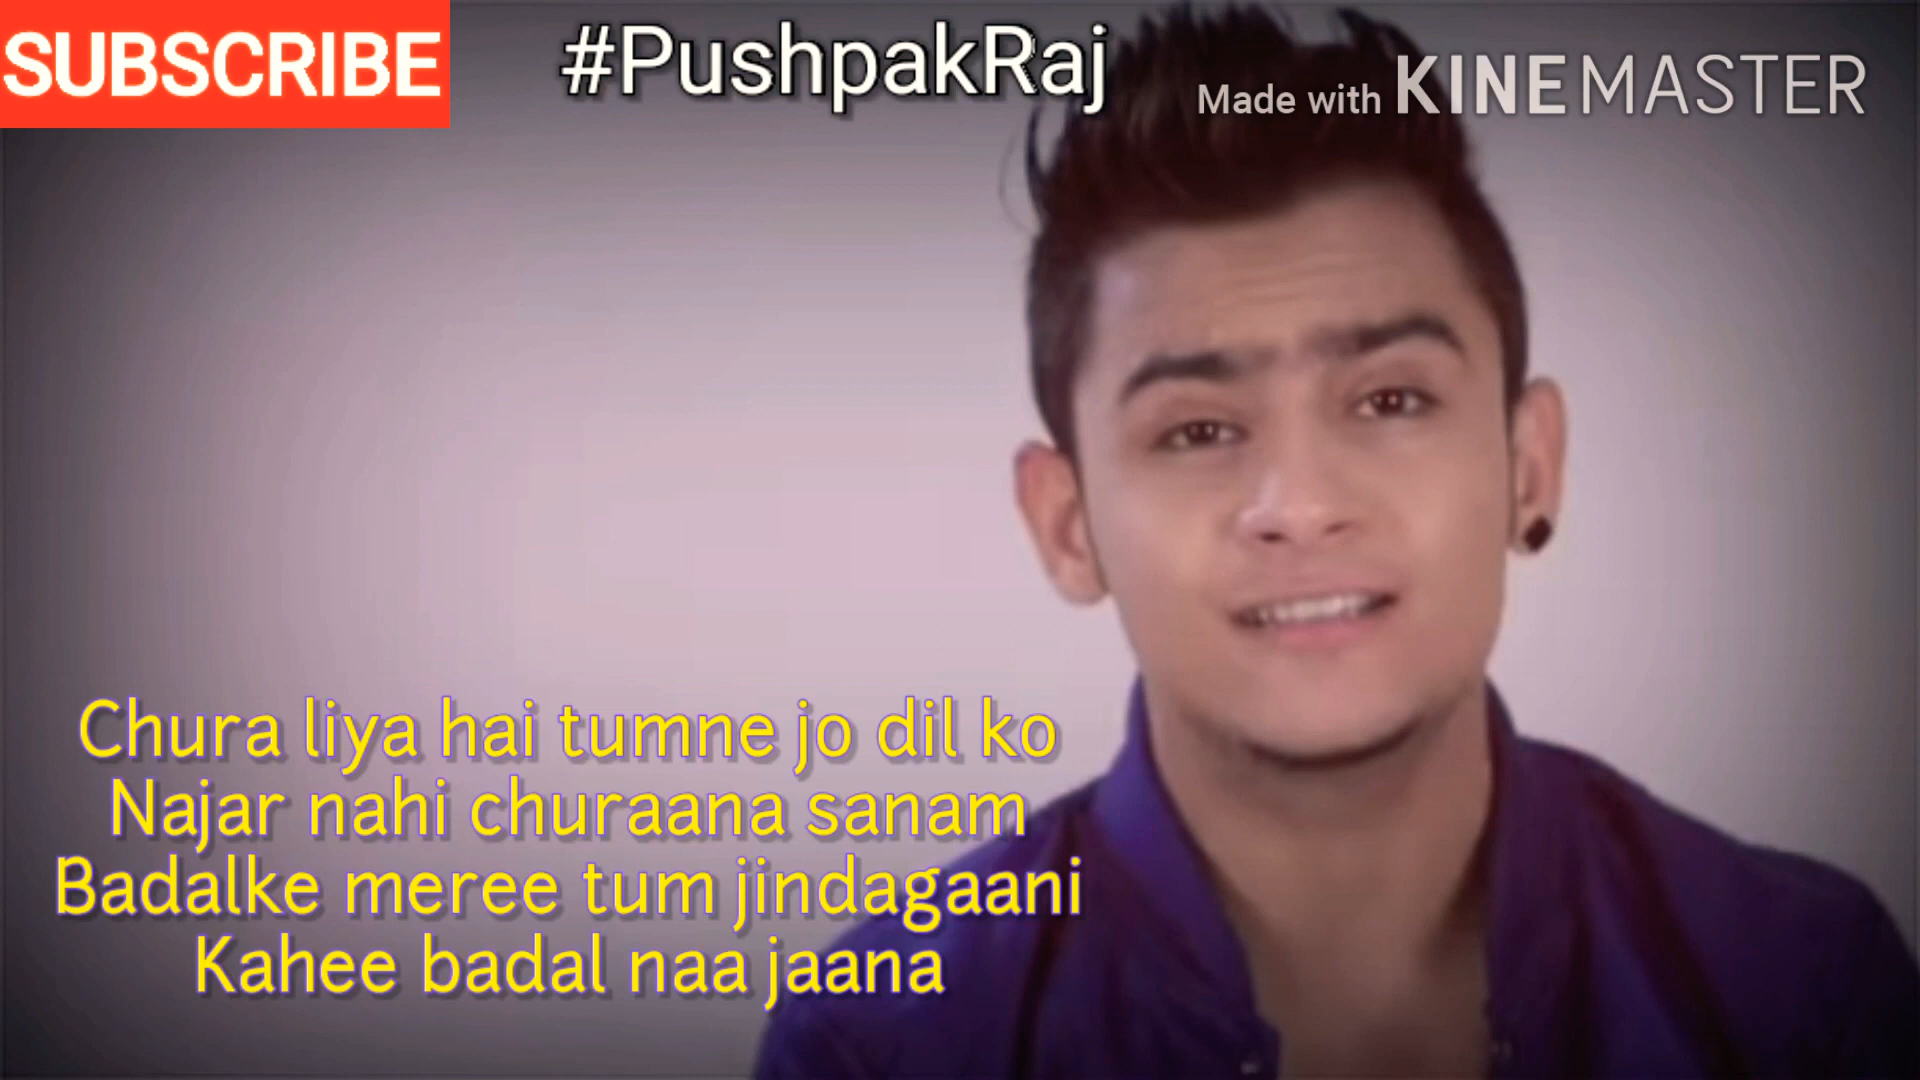 SUBSCRIBE
#PushpakRaj
Made with KINEMASTER
Chura liya hai tumne jo dil ko
Najar nahi churaana sanam
Badalke meree tum jindagaani
Kahee badal naa jaana